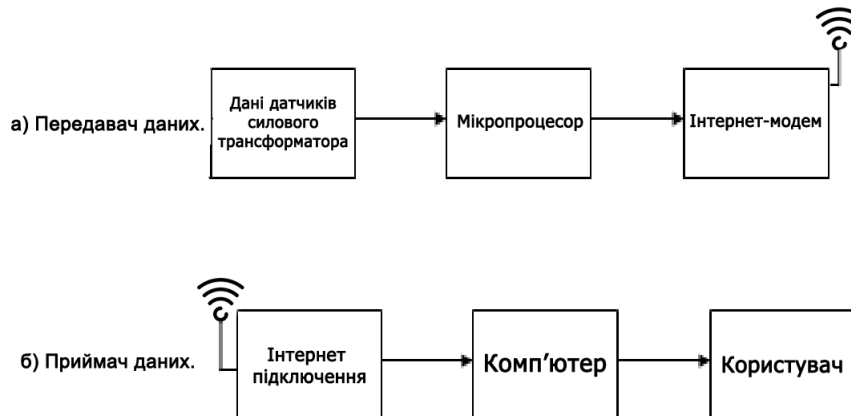 а) Передавач даних.
Дані датчиків
силового
трансформатора
Мікропроцесор
Інтернет-модем
б) Приймач даних.
Інтернет
підключення
Комп’ютер
Користувач